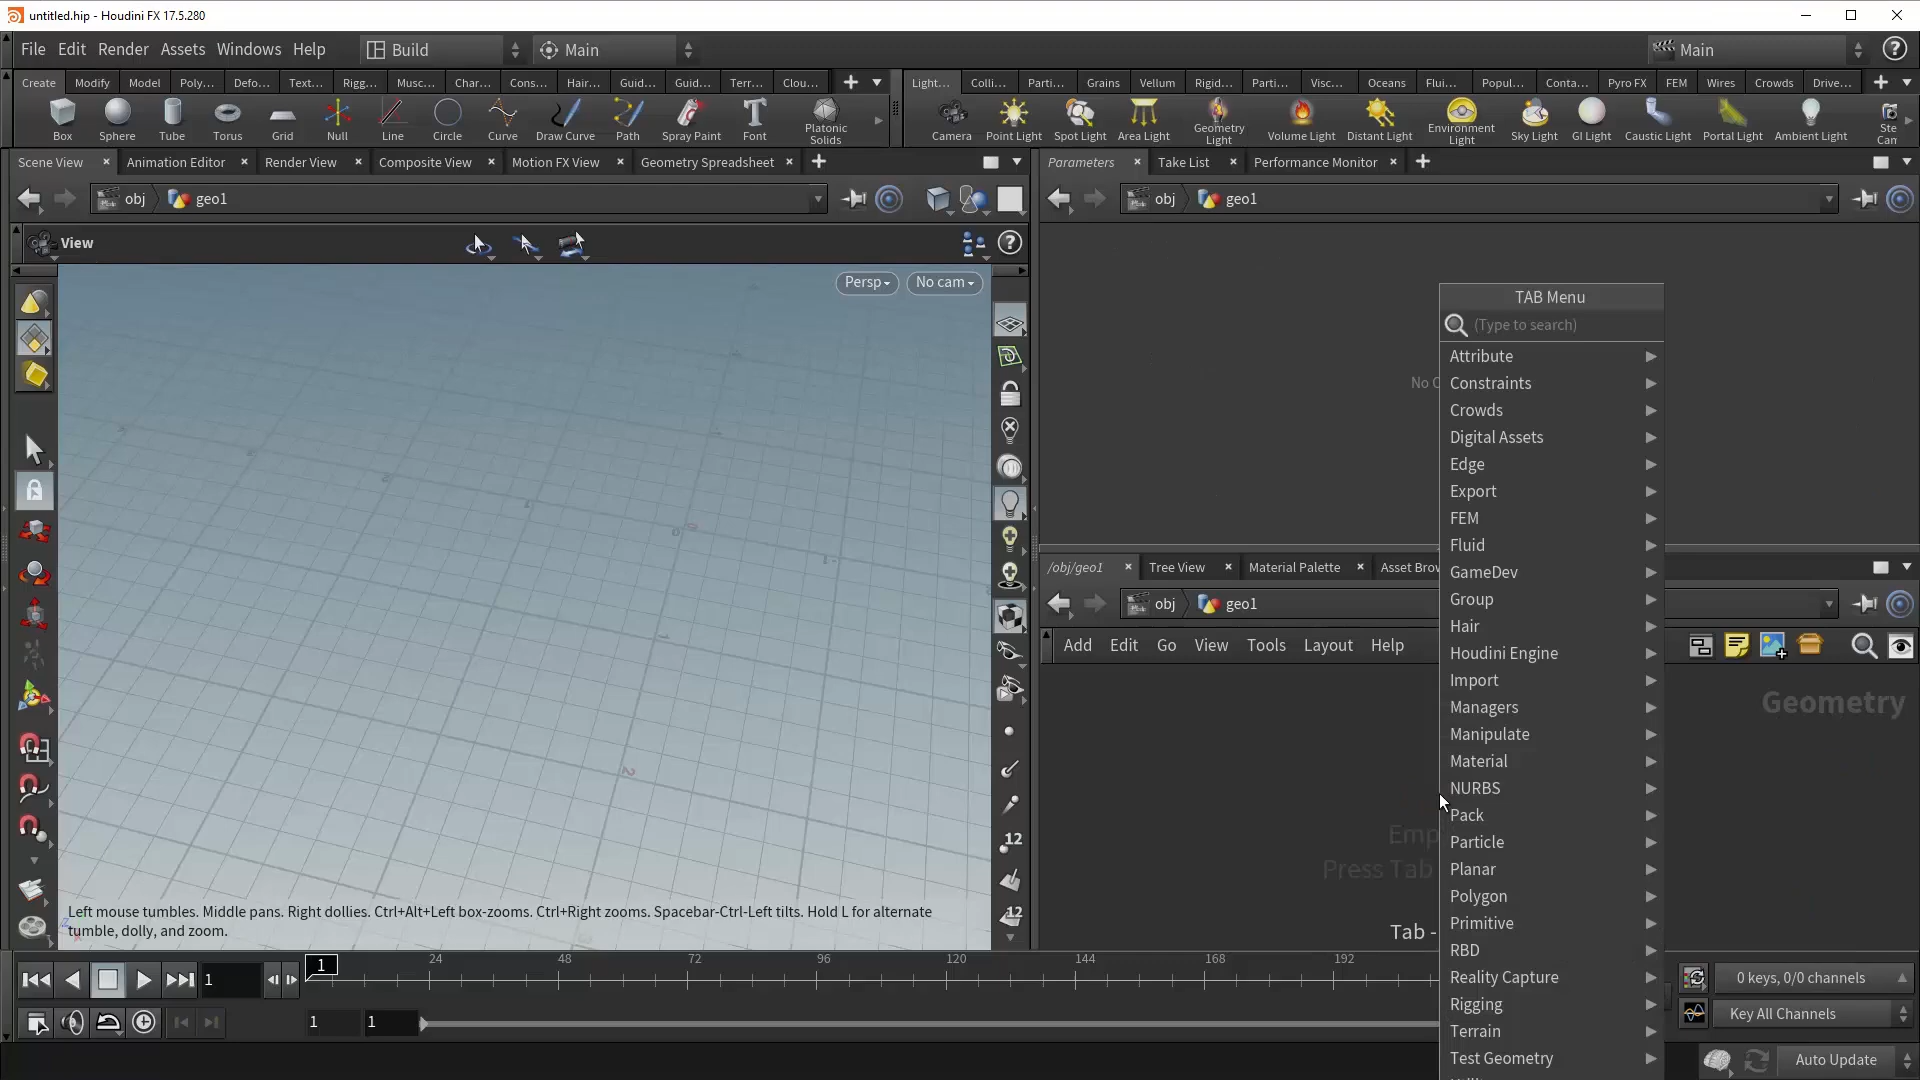 untitled.hip - Houdini FX 17.5.280
File Edit Render Assets Windows Help Build Main Main
Create Modify Model Poly... Defo... Text... Rigg... Musc... Char... Cons... Hair... Guid... Guid... Terr... Clou...
Light... Colli... Parti... Grains Vellum Rigid... Parti... Visc... Oceans Flui... Popul... Conta... Pyro FX FEM Wires Crowds Drive...
Box Sphere Tube Torus Grid Null Line Circle Curve Draw Curve Path Spray Paint Font Platonic Solids
Camera Point Light Spot Light Area Light Geometry Light Volume Light Distant Light Environment Light Sky Light GI Light Caustic Light Portal Light Ambient Light Ste Can
Scene View Animation Editor Render View Composite View Motion FX View Geometry Spreadsheet
Parameters Take List Performance Monitor
obj geo1
obj geo1
View
Persp No cam
TAB Menu
(Type to search)
Attribute
Constraints
No
Crowds
Digital Assets
Edge
Export
FEM
Fluid
/obj/geo1 Tree View Material Palette Asset Brow
GameDev
obj geo1
Group
Hair
Add Edit Go View Tools Layout Help
Houdini Engine
Import
Geometry
Managers
Manipulate
Material
NURBS
Pack
Emp
Particle
Press Tab
Planar
Polygon
Primitive
Tab -
RBD
Reality Capture
Rigging
Terrain
Test Geometry
12
12
2
Left mouse tumbles. Middle pans. Right dollies. Ctrl+Alt+Left box-zooms. Ctrl+Right zooms. Spacebar-Ctrl-Left tilts. Hold L for alternate
tumble, dolly, and zoom.
1 1 24 48 72 96 120 144 168 192
0 keys, 0/0 channels
1 1
Key All Channels
Auto Update